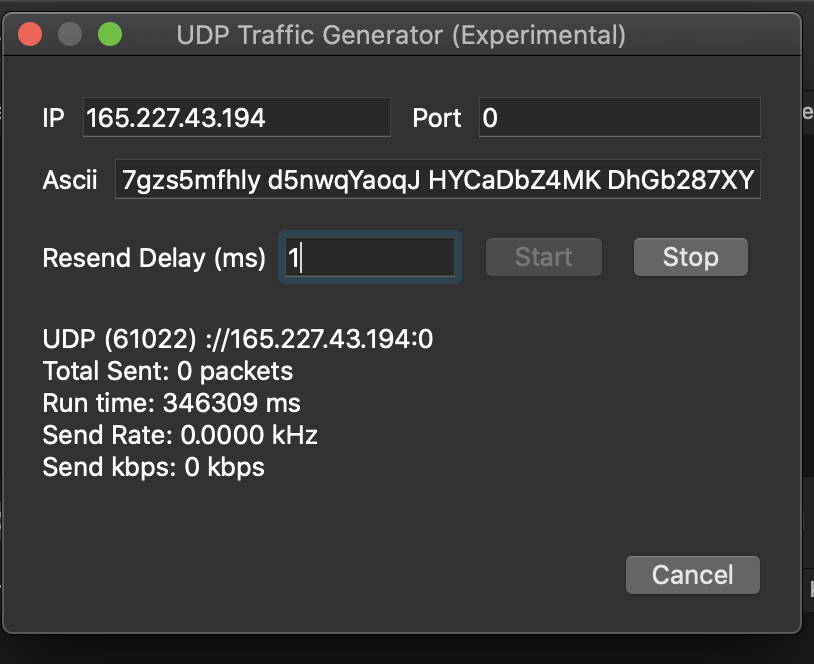 UDP Traffic Generator (Experimental)
IP 165.227.43.194 Port 0
Ascii 7gzs5mfhly d5nwqYaoqJ HYCaDbZ4MK DhGb287XY
Resend Delay (ms) 1 Start Stop
UDP (61022) ://165.227.43.194:0
Total Sent: 0 packets
Run time: 346309 ms
Send Rate: 0.0000 kHz
Send kbps: 0 kbps
Cancel